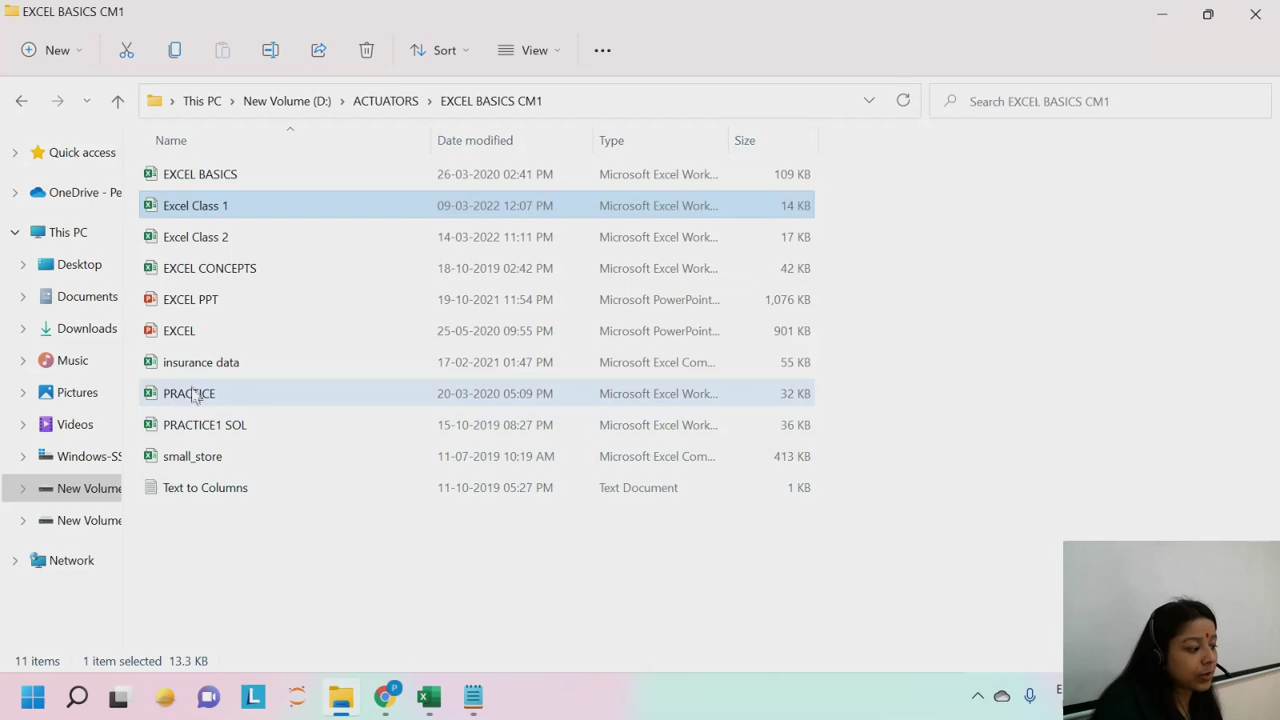 EXCEL BASICS CM1
New
Sort
View
This PC
New Volume (D:)
ACTUATORS
EXCEL BASICS CM1
Search EXCEL BASICS CM1
Name Date modified Type Size
Quick access
OneDrive - Pe
This PC
Desktop
Documents
Downloads
Music
Pictures
Videos
Windows-SS
New Volume
New Volume
Network
EXCEL BASICS 26-03-2020 02:41 PM Microsoft Excel Work... 109 KB
Excel Class 1 09-03-2022 12:07 PM Microsoft Excel Work... 14 KB
Excel Class 2 14-03-2022 11:11 PM Microsoft Excel Work... 17 KB
EXCEL CONCEPTS 18-10-2019 02:42 PM Microsoft Excel Work... 42 KB
EXCEL PPT 19-10-2021 11:54 PM Microsoft PowerPoint... 1,076 KB
EXCEL 25-05-2020 09:55 PM Microsoft PowerPoint... 901 KB
insurance data 17-02-2021 01:47 PM Microsoft Excel Com... 55 KB
PRACTICE 20-03-2020 05:09 PM Microsoft Excel Work... 32 KB
PRACTICE1 SOL 15-10-2019 08:27 PM Microsoft Excel Work... 36 KB
small_store 11-07-2019 10:19 AM Microsoft Excel Com... 413 KB
Text to Columns 11-10-2019 05:27 PM Text Document 1 KB
11 items 1 item selected 13.3 KB
L
P
E